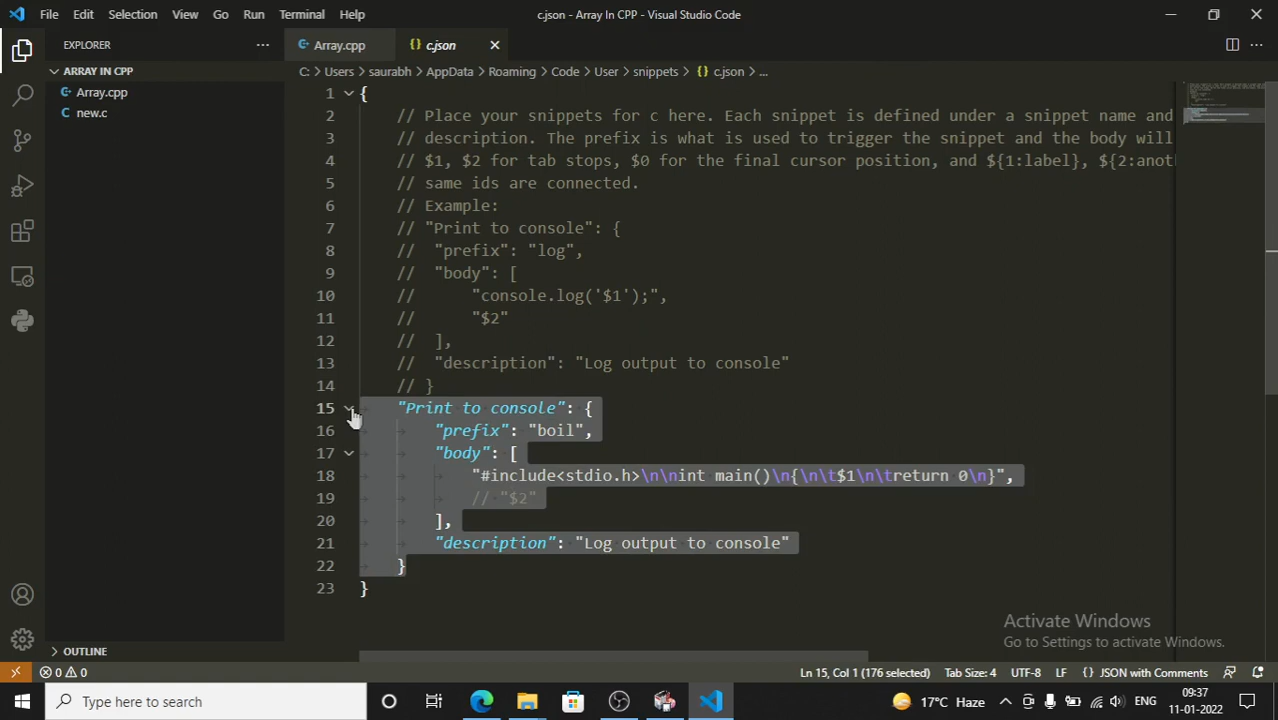 File Edit Selection View Go Run Terminal Help c.json - Array In CPP - Visual Studio Code
EXPLORER
Array.cpp
{} c.json
ARRAY IN CPP
C: > Users > saurabh > AppData > Roaming > Code > User > snippets > {} c.json > ...
Array.cpp
new.c
1 {
2 // Place your snippets for c here. Each snippet is defined under a snippet name and
3 // description. The prefix is what is used to trigger the snippet and the body will
4 // $1, $2 for tab stops, $0 for the final cursor position, and ${1:label}, ${2:anot
5 // same ids are connected.
6 // Example:
7 // "Print to console": {
8 // "prefix": "log",
9 // "body": [
10 // "console.log('$1');",
11 // "$2"
12 // ],
13 // "description": "Log output to console"
14 // }
15 "Print to console": {
16 "prefix": "boil",
17 "body": [
18 "#include<stdio.h>\n\nint main()\n{\n\t$1\n\treturn 0\n}",
19 // "$2"
20 ],
21 "description": "Log output to console"
22 }
23 }
Activate Windows
Go to Settings to activate Windows.
OUTLINE
0 0 Ln 15, Col 1 (176 selected) Tab Size: 4 UTF-8 LF {} JSON with Comments
Type here to search
17°C Haze ENG
09:37
11-01-2022